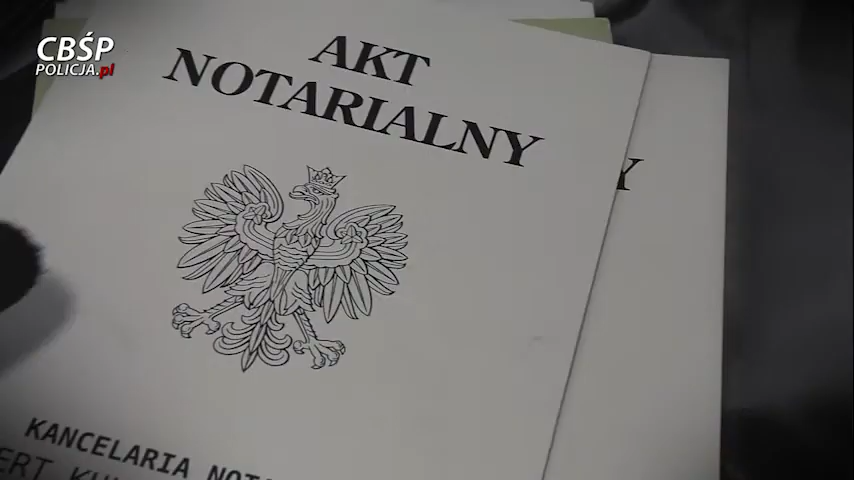 CBŚP
POLICJA.pl
AKT
NOTARIALNY
Y
KANCELARIA